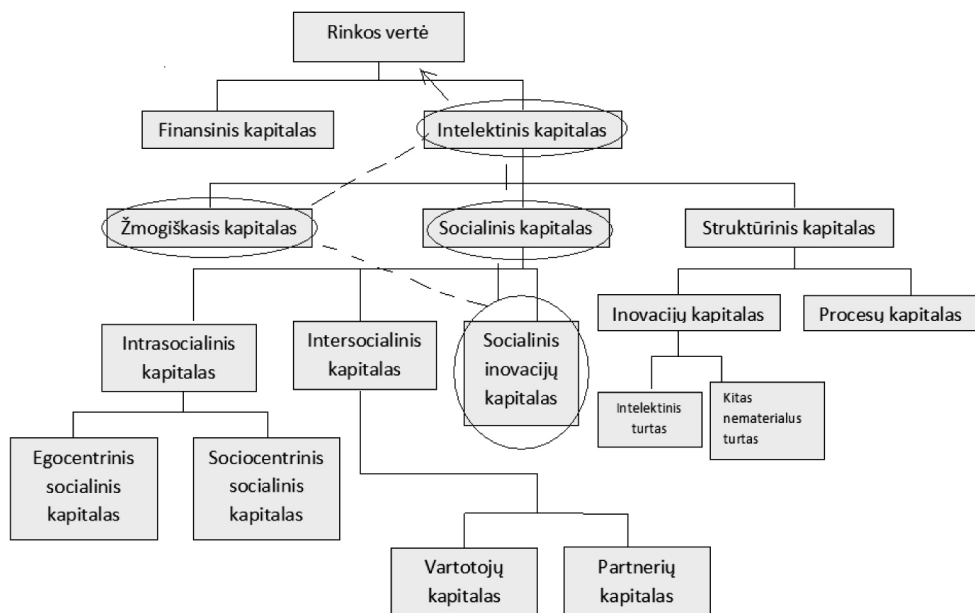 Rinkos vertė
Finansinis kapitalas
Intelektinis kapitalas
Žmogiškasis kapitalas
Socialinis kapitalas
Struktūrinis kapitalas
Intrasocialinis
kapitalas
Intersocialinis
kapitalas
Socialinis
inovacijų
kapitalas
Inovacijų kapitalas
Procesų kapitalas
Intelektinis
turtas
Kitas
nematerialus
turtas
Egocentrinis
socialinis
kapitalas
Sociocentrinis
socialinis
kapitalas
Vartotojų
kapitalas
Partnerių
kapitalas